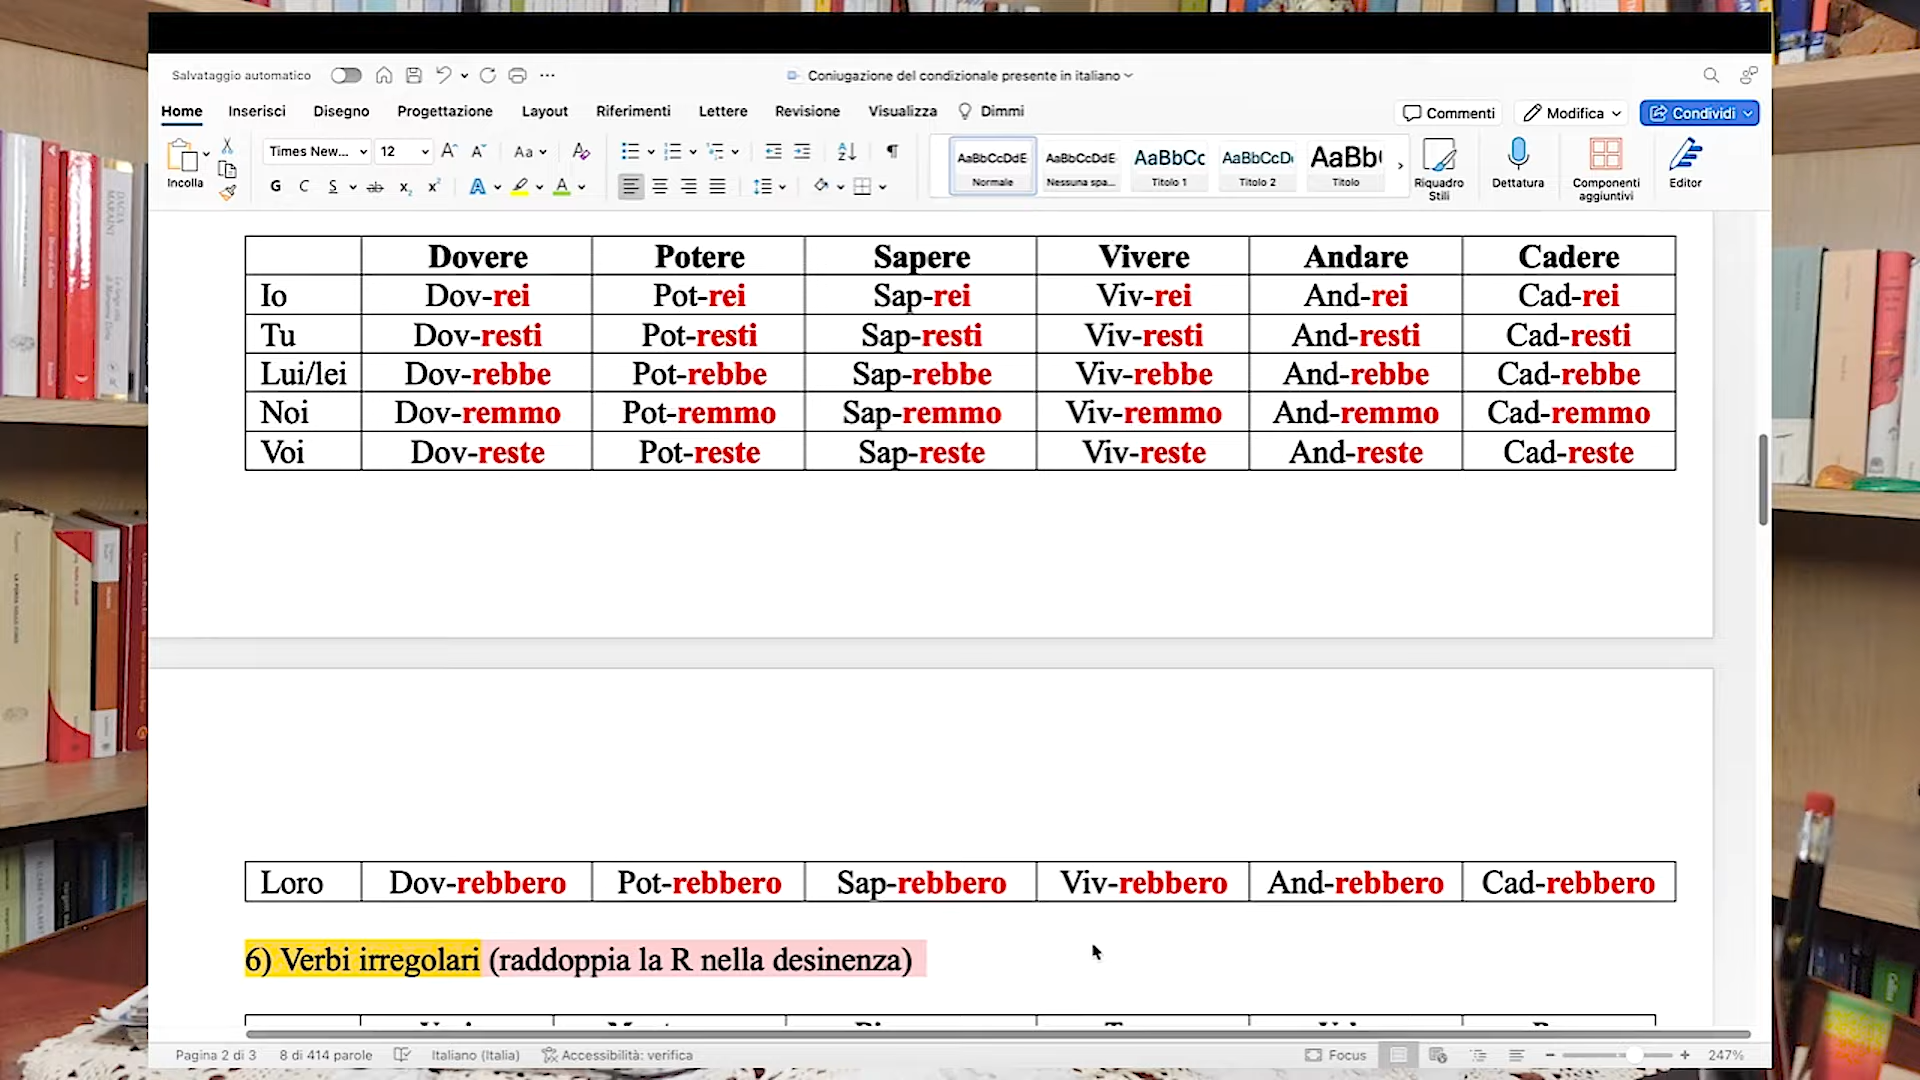 Salvataggio automatico
Coniugazione del condizionale presente in italiano
Home Inserisci Disegno Progettazione Layout Riferimenti Lettere Revisione Visualizza Dimmi
Commenti Modifica Condividi
Incolla
Times New... 12 Aa
G C S ab x₂ x² A A
AaBbCcDdE AaBbCcDdE AaBbCc AaBbCcD AaBb
Normale Nessuna spa... Titolo 1 Titolo 2 Titolo
Riquadro Stili Dettatura Componenti aggiuntivi Editor
Dovere Potere Sapere Vivere Andare Cadere
Io Dov-rei Pot-rei Sap-rei Viv-rei And-rei Cad-rei
Tu Dov-resti Pot-resti Sap-resti Viv-resti And-resti Cad-resti
Lui/lei Dov-rebbe Pot-rebbe Sap-rebbe Viv-rebbe And-rebbe Cad-rebbe
Noi Dov-remmo Pot-remmo Sap-remmo Viv-remmo And-remmo Cad-remmo
Voi Dov-reste Pot-reste Sap-reste Viv-reste And-reste Cad-reste
Loro Dov-rebbero Pot-rebbero Sap-rebbero Viv-rebbero And-rebbero Cad-rebbero
6) Verbi irregolari (raddoppia la R nella desinenza)
Pagina 2 di 3 8 di 414 parole Italiano (Italia) Accessibilità: verifica
Focus 247%
DACIA MARAINI